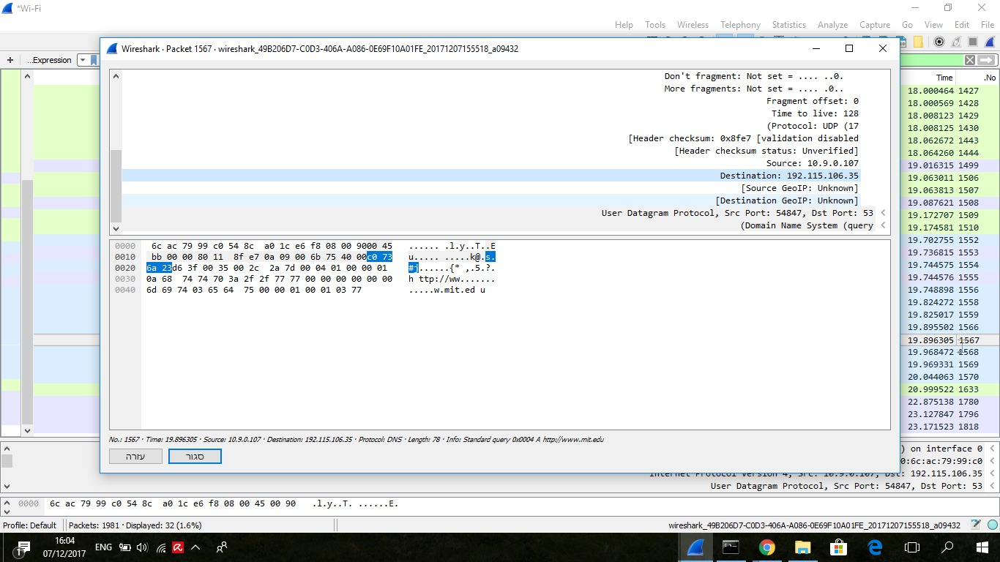 *Wi-Fi
Help Tools Wireless Telephony Statistics Analyze Capture Go View Edit File
+ ...Expression
Time .No
18.000464 1427
18.000569 1428
18.008123 1429
18.008125 1430
18.062672 1443
18.064260 1444
19.016315 1499
19.063011 1506
19.063813 1507
19.087621 1508
19.172707 1509
19.174581 1510
19.702755 1552
19.736815 1553
19.744575 1554
19.744576 1555
19.748898 1556
19.824272 1558
19.825017 1559
19.895502 1566
19.896305 1567
19.968472 1568
19.969331 1569
20.044063 1570
20.999522 1633
22.875138 1780
23.127847 1796
23.171523 1818
Wireshark · Packet 1567 · wireshark_49B206D7-C0D3-406A-A086-0E69F10A01FE_20171207155518_a09432
Don't fragment: Not set = .... ..0.
More fragments: Not set = .... .0..
Fragment offset: 0
Time to live: 128
(Protocol: UDP (17
[Header checksum: 0x8fe7 [validation disabled
[Header checksum status: Unverified]
Source: 10.9.0.107
Destination: 192.115.106.35
[Source GeoIP: Unknown]
[Destination GeoIP: Unknown]
User Datagram Protocol, Src Port: 54847, Dst Port: 53
(Domain Name System (query
0000 6c ac 79 99 c0 54 8c a0 1c e6 f8 08 00 9000 45 ...... .l.y..T..E
0010 bb 00 00 80 11 8f e7 0a 09 00 6b 75 40 00c0 73 u..... .....k@.s.
0020 6a 23d6 3f 00 35 00 2c 2a 7d 00 04 01 00 00 01 #j......{* ,.5.?.
0030 0a 68 74 74 70 3a 2f 2f 77 77 00 00 00 00 00 00 h ttp://ww.......
0040 6d 69 74 03 65 64 75 00 00 01 00 01 03 77 .....w.mit.ed u
No.: 1567 · Time: 19.896305 · Source: 10.9.0.107 · Destination: 192.115.106.35 · Protocol: DNS · Length: 78 · Info: Standard query 0x0004 A http://www.mit.edu
עזרה סגור
) on interface 0
0:6c:ac:79:99:c0
Internet Protocol Version 4, Src: 10.9.0.107, Dst: 192.115.106.35
User Datagram Protocol, Src Port: 54847, Dst Port: 53
0000 6c ac 79 99 c0 54 8c a0 1c e6 f8 08 00 45 00 90 .l.y..T. ......E.
Profile: Default Packets: 1981 · Displayed: 32 (1.6%) wireshark_49B206D7-C0D3-406A-A086-0E69F10A01FE_20171207155518_a09432
1 16:04 ENG
07/12/2017